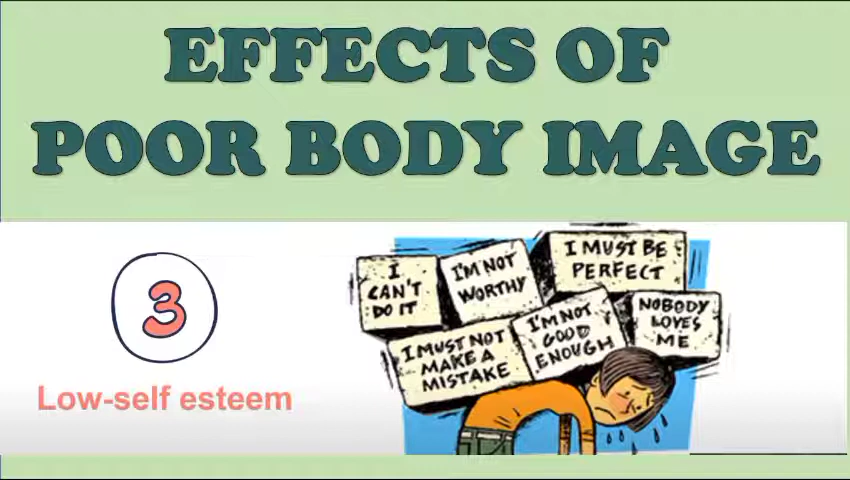 EFFECTS OF
POOR BODY IMAGE
3
Low-self esteem
I
CAN'T
DO IT
I'M NOT
WORTHY
I MUST BE
PERFECT
I MUST NOT
MAKE A
MISTAKE
I'M NOT
GOOD
ENOUGH
NOBODY
LOVES
ME